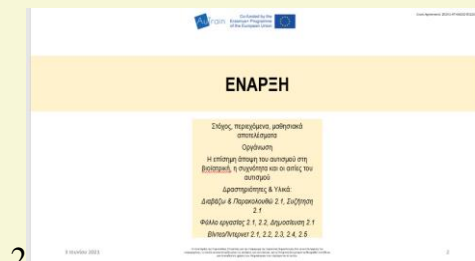 AuTrain
Co-funded by the
Erasmus+ Programme
of the European Union
ΕΝΑΡΞΗ
Στόχος, περιεχόμενα, μαθησιακά
αποτελέσματα
Οργάνωση
Η επίσημη άποψη του αυτισμού στη
βιοϊατρική, η συχνότητα και οι αιτίες του
αυτισμού
Δραστηριότητες & Υλικά:
Διαβάζω & Παρακολουθώ 2.1, Συζήτηση
2.1
Φύλλο εργασίας 2.1, 2.2, Δημοσίευση 2.1
Βίντεο/Ίντερνετ 2.1, 2.2, 2.3, 2.4, 2.5
2
2